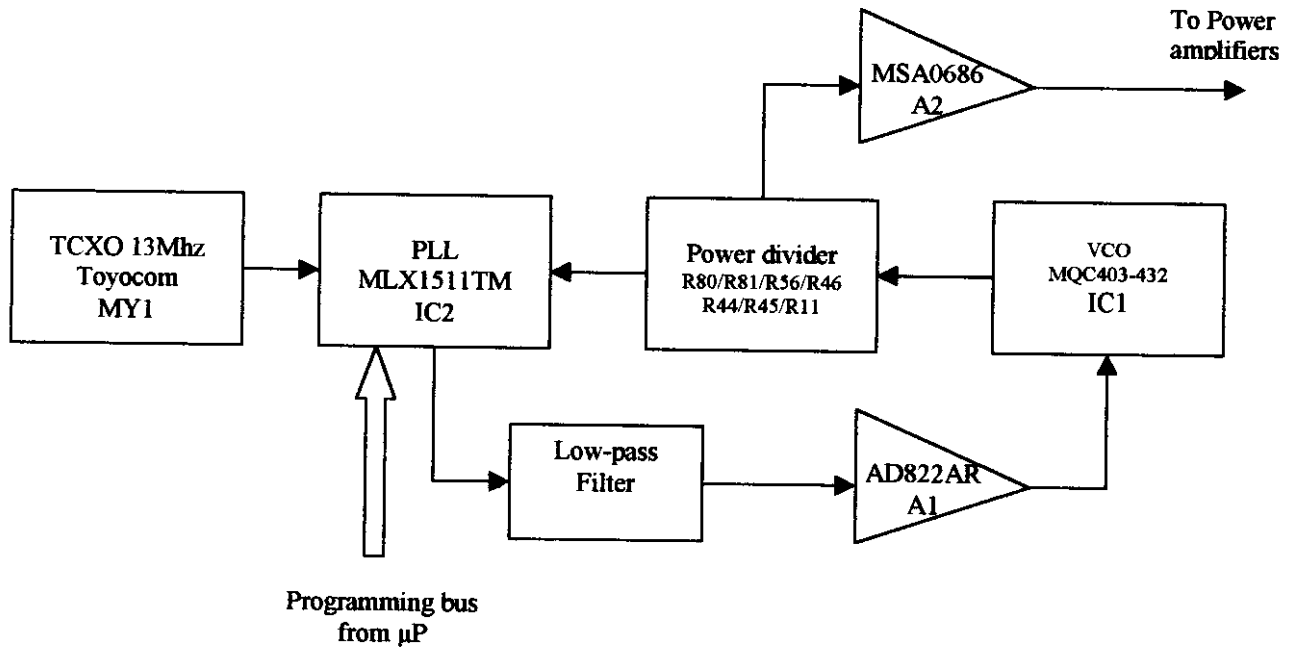 To Power
amplifiers
MSA0686
A2
TCXO 13Mhz
Toyocom
MY1
PLL
MLX1511TM
IC2
Power divider
R80/R81/R56/R46
R44/R45/R11
VCO
MQC403-432
IC1
Low-pass
Filter
AD822AR
A1
Programming bus
from µP